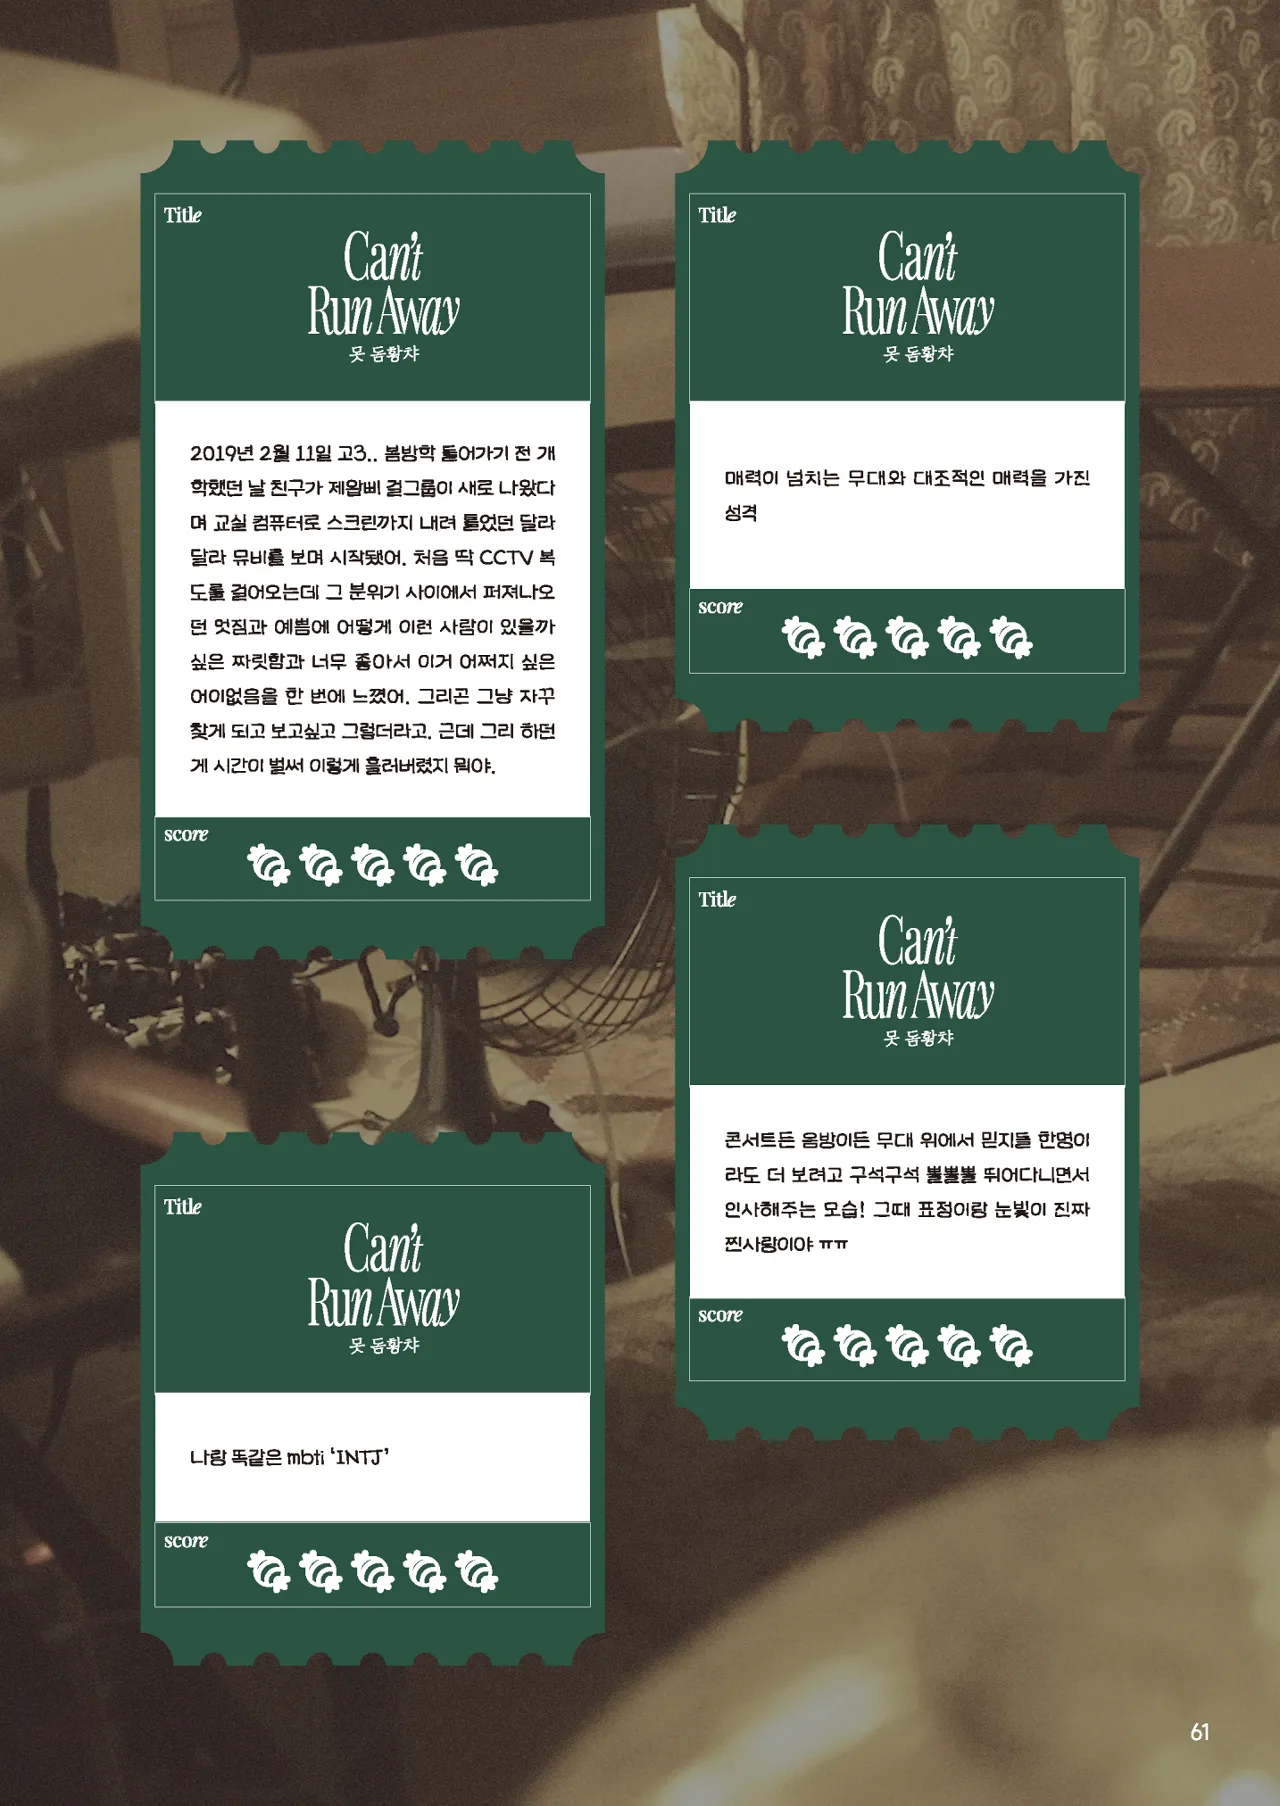 Title
Can't
Run Away
못 돔황챠
2019년 2월 11일 고3.. 봄방학 들어가기 전 개
학했던 날 친구가 제왑삐 걸그룹이 새로 나왔다
며 교실 컴퓨터로 스크린까지 내려 틀었던 달라
달라 뮤비를 보며 시작됐어. 처음 딱 CCTV 복
도를 걸어오는데 그 분위기 사이에서 퍼져나오
던 멋짐과 예쁨에 어떻게 이런 사람이 있을까
싶은 짜릿함과 너무 좋아서 이거 어쩌지 싶은
어이없음을 한 번에 느꼈어. 그리곤 그냥 자꾸
찾게 되고 보고싶고 그렇더라고. 근데 그리 하던
게 시간이 벌써 이렇게 흘러버렸지 뭐야.
score
Title
Can't
Run Away
못 돔황챠
나랑 똑같은 mbti ‘INTJ’
score
Title
Can't
Run Away
못 돔황챠
매력이 넘치는 무대와 대조적인 매력을 가진
성격
score
Title
Can't
Run Away
못 돔황챠
콘서트든 음방이든 무대 위에서 믿지들 한명이
라도 더 보려고 구석구석 뽈뽈뽈 뛰어다니면서
인사해주는 모습! 그때 표정이랑 눈빛이 진짜
찐사랑이야 ㅠㅠ
score
61